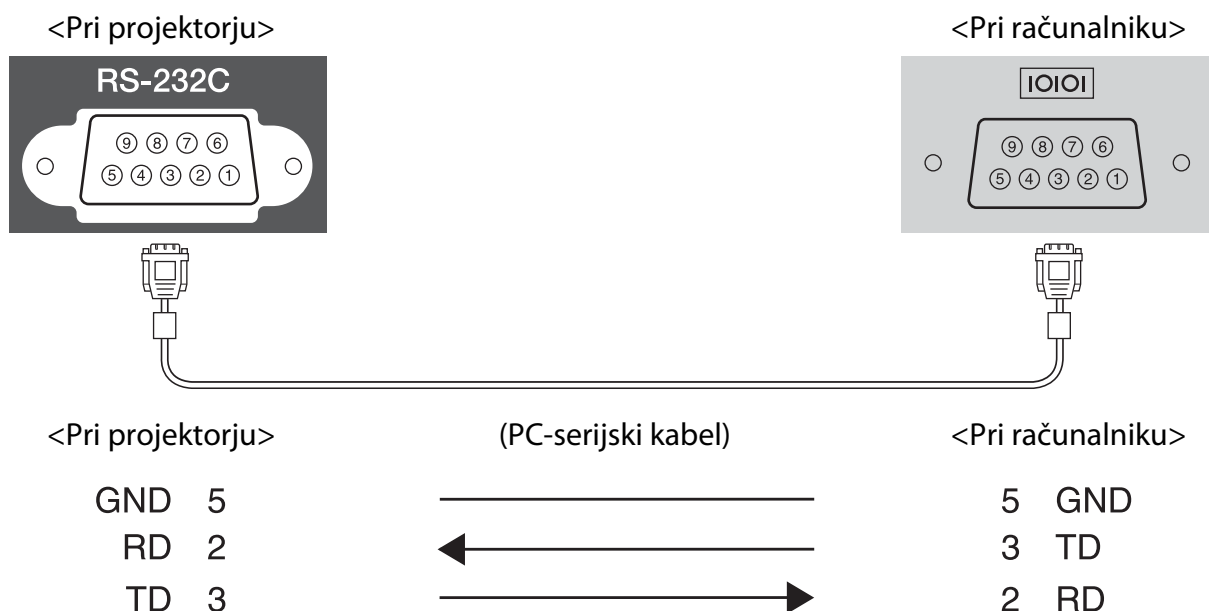 <Pri projektorju> <Pri računalniku>
RS-232C IOIOI
9 8 7 6 9 8 7 6
5 4 3 2 1 5 4 3 2 1
<Pri projektorju> (PC-serijski kabel) <Pri računalniku>
GND 5 5 GND
RD 2 3 TD
TD 3 2 RD